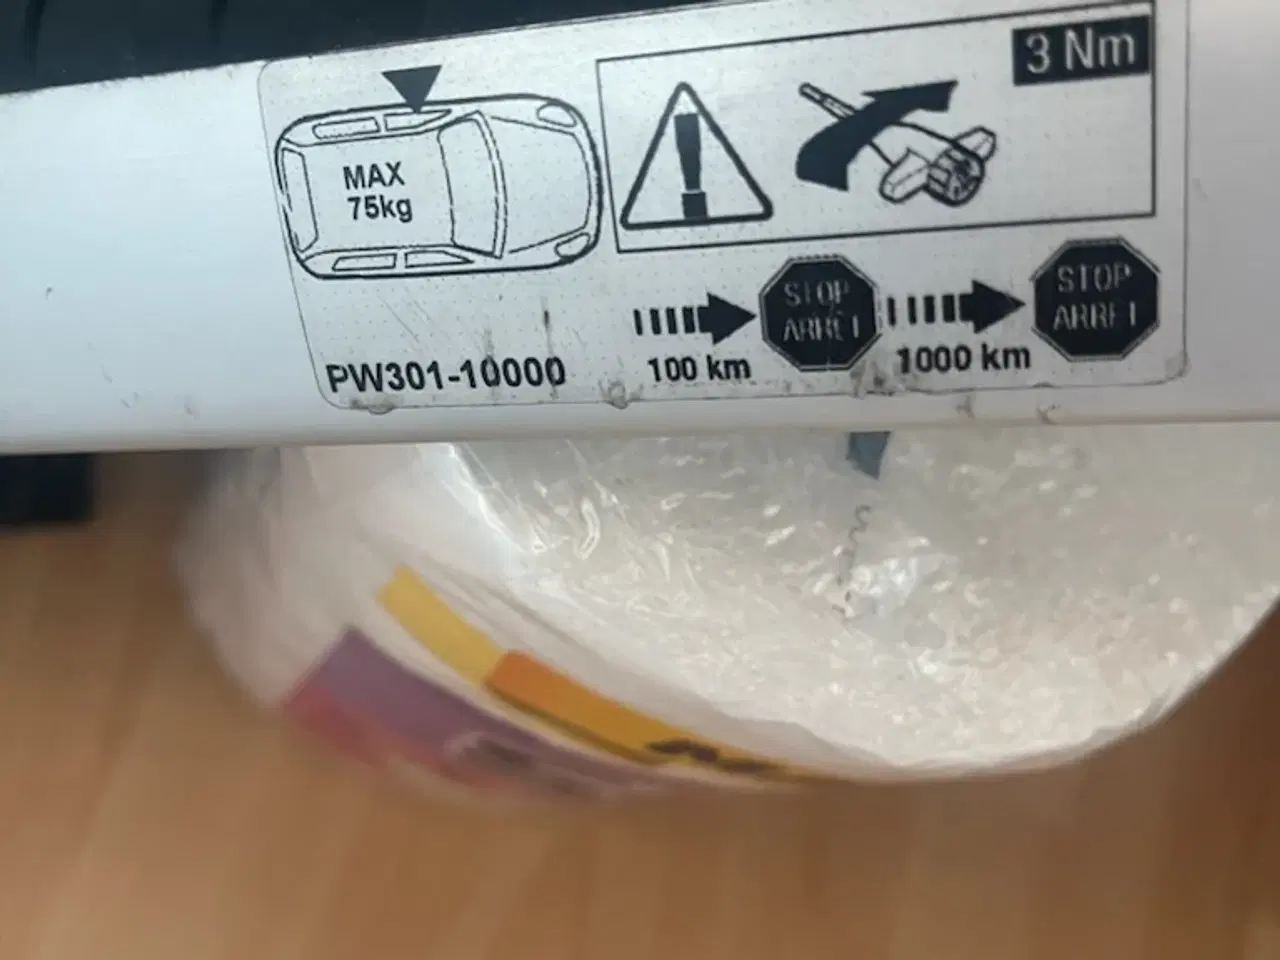 3 Nm
MAX
75kg
STOP
ARRET
STOP
ARRET
100 km
1000 km
PW301-10000